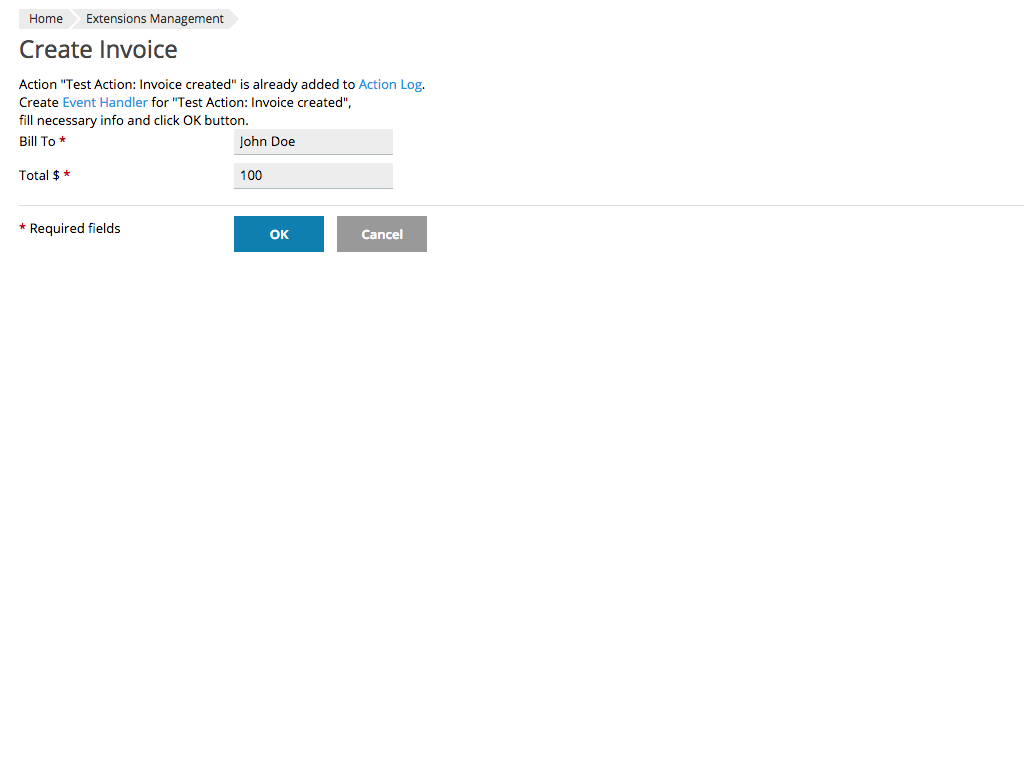 Home Extensions Management
Create Invoice
Action "Test Action: Invoice created" is already added to Action Log.
Create Event Handler for "Test Action: Invoice created",
fill necessary info and click OK button.
Bill To * John Doe
Total $ * 100
* Required fields OK Cancel